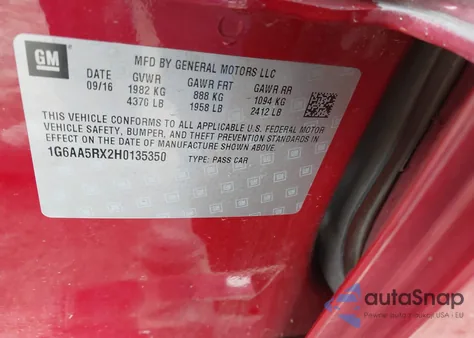 GM
MFD BY GENERAL MOTORS LLC
DATE GVWR GAWR FRT GAWR RR
09/16 1982 KG 888 KG 1094 KG
4370 LB 1958 LB 2412 LB
THIS VEHICLE CONFORMS TO ALL APPLICABLE U.S. FEDERAL MOTOR
VEHICLE SAFETY, BUMPER, AND THEFT PREVENTION STANDARDS IN
EFFECT ON THE DATE OF MANUFACTURE SHOWN ABOVE.
1G6AA5RX2H0135350 TYPE: PASS CAR
autoSnap